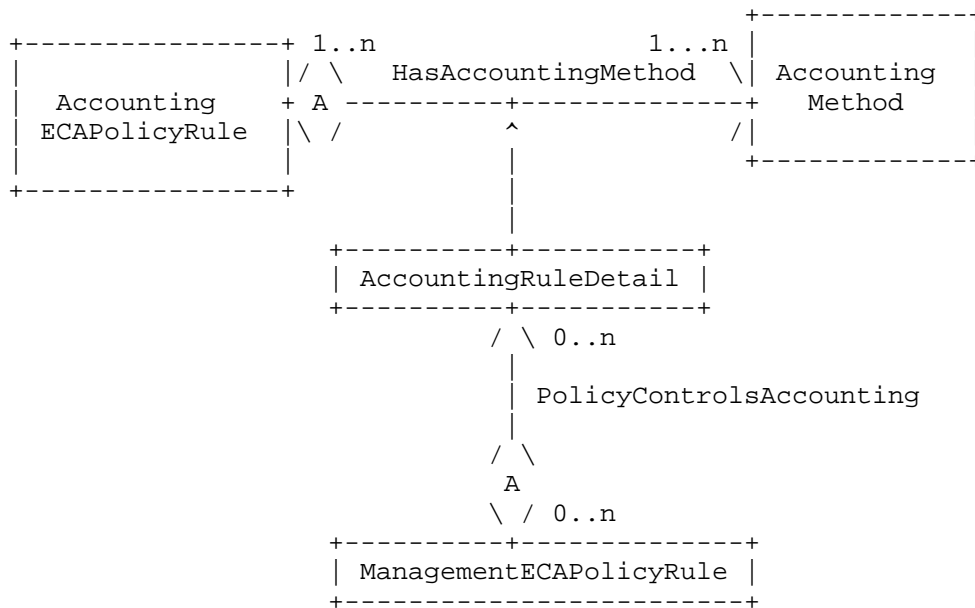 1..n 1...n
HasAccountingMethod Accounting
Accounting A Method
ECAPolicyRule
AccountingRuleDetail
0..n
PolicyControlsAccounting
A
0..n
ManagementECAPolicyRule